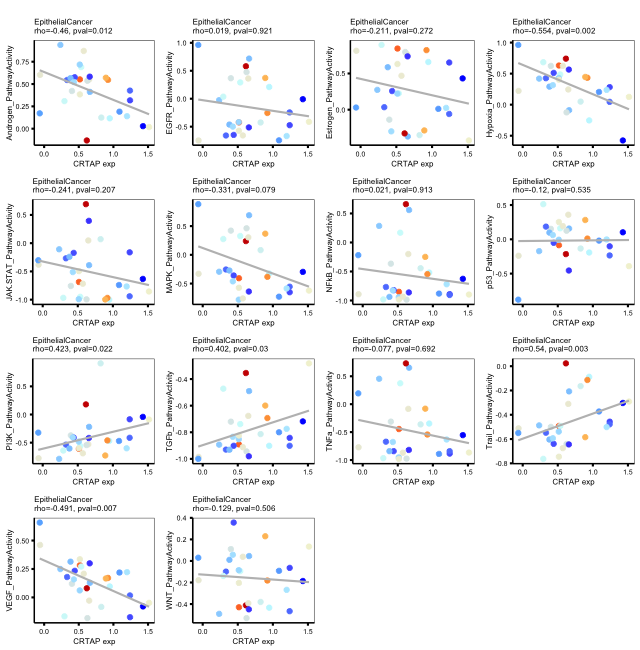 EpithelialCancer
rho=-0.46, pval=0.012
Androgen_PathwayActivity
0.75
0.50
0.25
0.00
0.0
0.5
1.0
1.5
CRTAP exp
EpithelialCancer
rho=0.019, pval=0.921
EGFR_PathwayActivity
1.0
0.5
0.0
-0.5
0.0
0.5
1.0
1.5
CRTAP exp
EpithelialCancer
rho=-0.211, pval=0.272
Estrogen_PathwayActivity
0.5
0.0
0.0
0.5
1.0
1.5
CRTAP exp
EpithelialCancer
rho=-0.554, pval=0.002
Hypoxia_PathwayActivity
1.0
0.5
0.0
-0.5
0.0
0.5
1.0
1.5
CRTAP exp
EpithelialCancer
rho=-0.241, pval=0.207
JAK.STAT_PathwayActivity
0.5
0.0
-0.5
-1.0
0.0
0.5
1.0
1.5
CRTAP exp
EpithelialCancer
rho=-0.331, pval=0.079
MAPK_PathwayActivity
0.5
0.0
-0.5
0.0
0.5
1.0
1.5
CRTAP exp
EpithelialCancer
rho=0.021, pval=0.913
NFkB_PathwayActivity
0.5
0.0
-0.5
-1.0
0.0
0.5
1.0
1.5
CRTAP exp
EpithelialCancer
rho=-0.12, pval=0.535
p53_PathwayActivity
0.5
0.0
-0.5
0.0
0.5
1.0
1.5
CRTAP exp
EpithelialCancer
rho=0.423, pval=0.022
PI3K_PathwayActivity
0.5
0.0
-0.5
0.0
0.5
1.0
1.5
CRTAP exp
EpithelialCancer
rho=0.402, pval=0.03
TGFb_PathwayActivity
-0.4
-0.6
-0.8
-1.0
0.0
0.5
1.0
1.5
CRTAP exp
EpithelialCancer
rho=-0.077, pval=0.692
TNFa_PathwayActivity
0.5
0.0
-0.5
-1.0
0.0
0.5
1.0
1.5
CRTAP exp
EpithelialCancer
rho=0.54, pval=0.003
Trail_PathwayActivity
0.0
-0.2
-0.4
-0.6
-0.8
0.0
0.5
1.0
1.5
CRTAP exp
EpithelialCancer
rho=-0.491, pval=0.007
VEGF_PathwayActivity
0.50
0.25
0.00
0.0
0.5
1.0
1.5
CRTAP exp
EpithelialCancer
rho=-0.129, pval=0.506
WNT_PathwayActivity
0.4
0.2
0.0
-0.2
-0.4
0.0
0.5
1.0
1.5
CRTAP exp